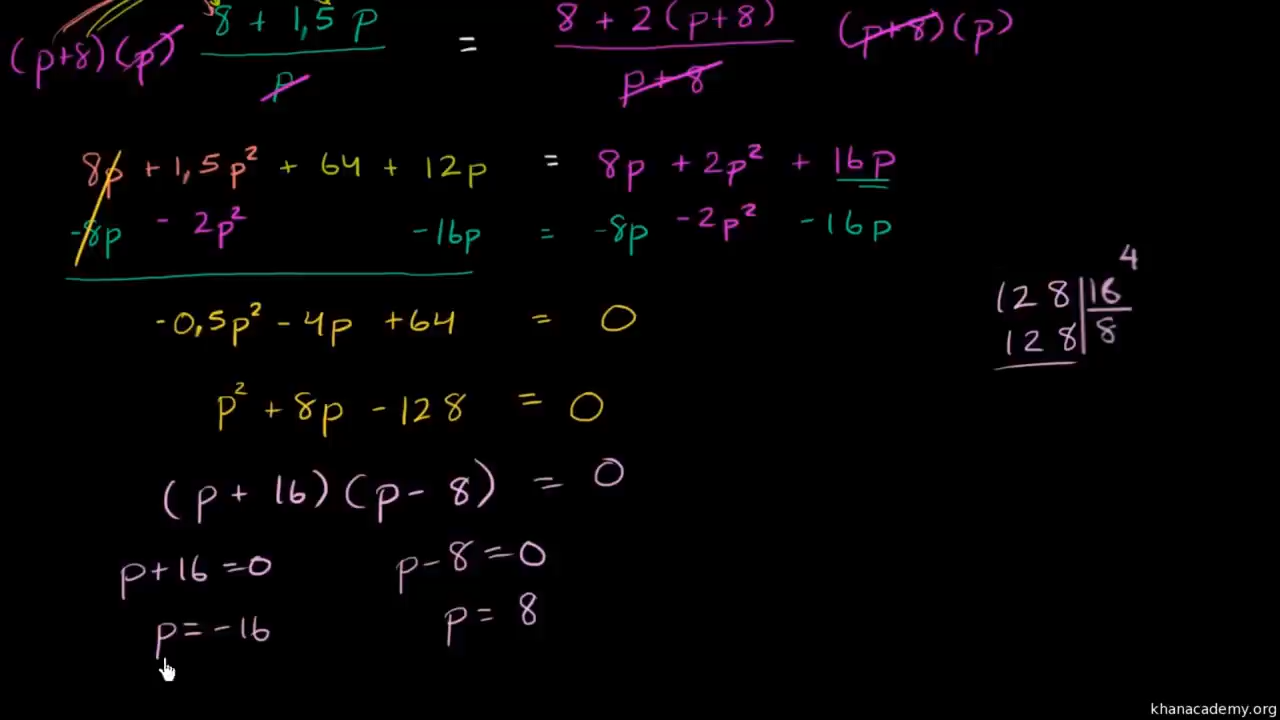 (p+8)(p) 8 + 1,5 p / p = 8 + 2 (p+8) / p + 8 (p+8)(p)
8p + 1,5p² + 64 + 12p = 8p + 2p² + 16p
-8p - 2p² -16p = -8p -2p² -16p
128|16 4
128|8
-0,5p² - 4p +64 = 0
p² + 8p - 128 = 0
(p + 16)(p - 8) = 0
p+16 =0 p-8=0
p=-16 p= 8
khanacademy.org